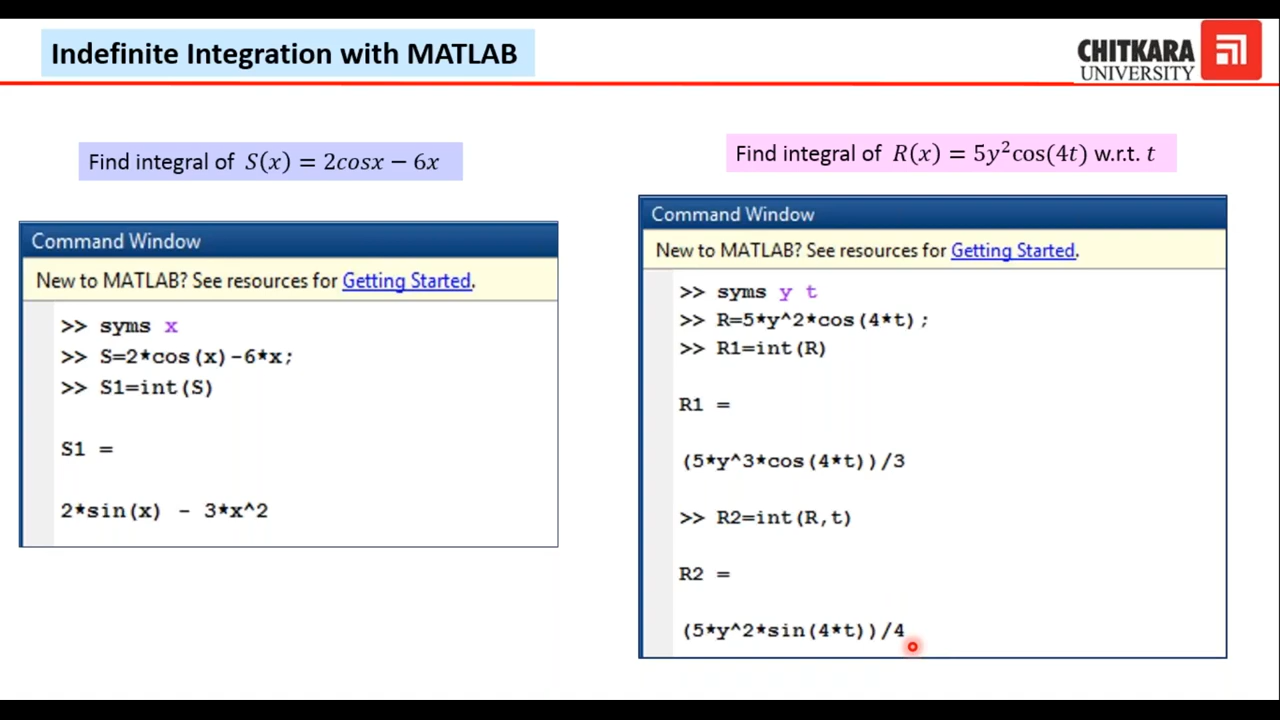 Indefinite Integration with MATLAB
CHITKARA
UNIVERSITY
Find integral of S(x) = 2cosx − 6x
Command Window
New to MATLAB? See resources for Getting Started.
>> syms x
>> S=2*cos(x)-6*x;
>> S1=int(S)
S1 =
2*sin(x) - 3*x^2
Find integral of R(x) = 5y²cos(4t) w.r.t. t
Command Window
New to MATLAB? See resources for Getting Started.
>> syms y t
>> R=5*y^2*cos(4*t);
>> R1=int(R)
R1 =
(5*y^3*cos(4*t))/3
>> R2=int(R,t)
R2 =
(5*y^2*sin(4*t))/4